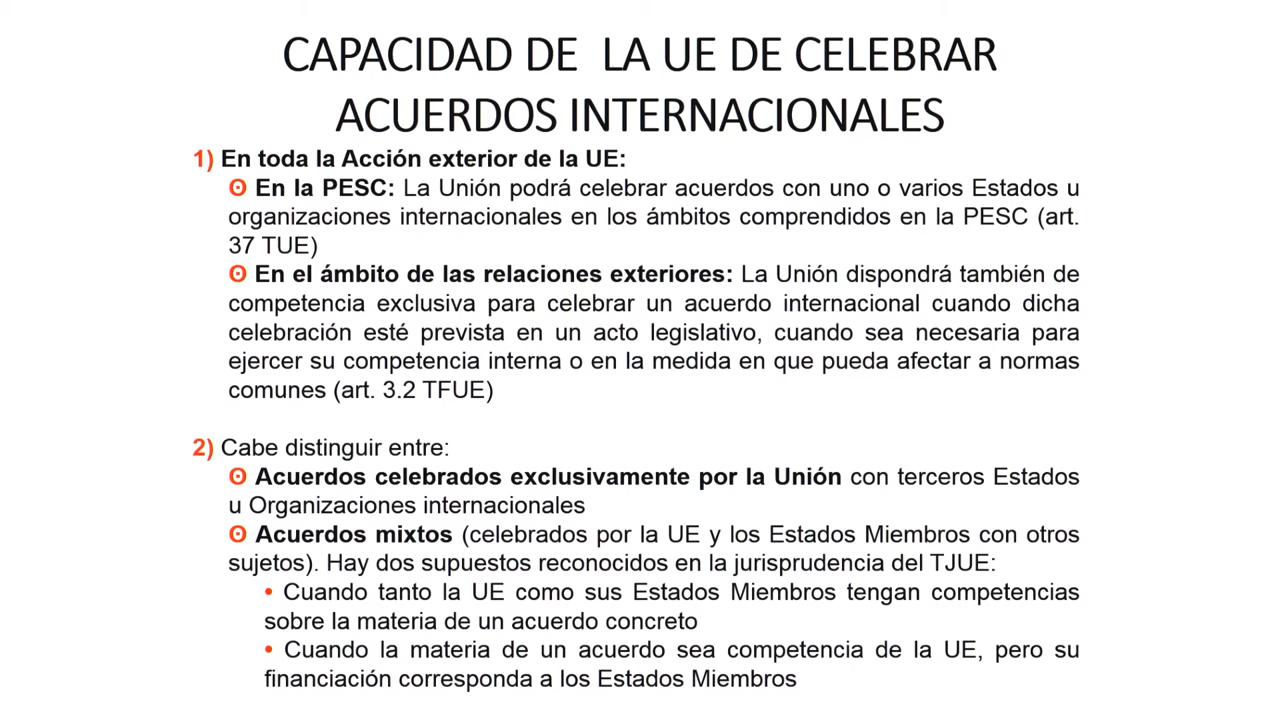 CAPACIDAD DE LA UE DE CELEBRAR
ACUERDOS INTERNACIONALES
1) En toda la Acción exterior de la UE:
ʘ En la PESC: La Unión podrá celebrar acuerdos con uno o varios Estados u
organizaciones internacionales en los ámbitos comprendidos en la PESC (art.
37 TUE)
ʘ En el ámbito de las relaciones exteriores: La Unión dispondrá también de
competencia exclusiva para celebrar un acuerdo internacional cuando dicha
celebración esté prevista en un acto legislativo, cuando sea necesaria para
ejercer su competencia interna o en la medida en que pueda afectar a normas
comunes (art. 3.2 TFUE)
2) Cabe distinguir entre:
ʘ Acuerdos celebrados exclusivamente por la Unión con terceros Estados
u Organizaciones internacionales
ʘ Acuerdos mixtos (celebrados por la UE y los Estados Miembros con otros
sujetos). Hay dos supuestos reconocidos en la jurisprudencia del TJUE:
• Cuando tanto la UE como sus Estados Miembros tengan competencias
sobre la materia de un acuerdo concreto
• Cuando la materia de un acuerdo sea competencia de la UE, pero su
financiación corresponda a los Estados Miembros